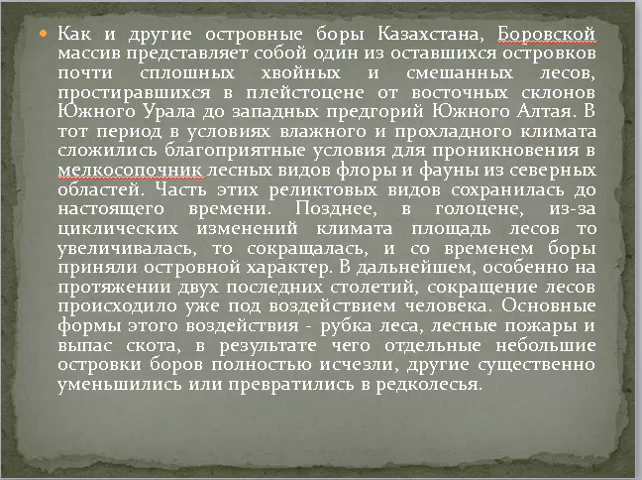 Как и другие островные боры Казахстана, Боровской
массив представляет собой один из оставшихся островков
почти сплошных хвойных и смешанных лесов,
простиравшихся в плейстоцене от восточных склонов
Южного Урала до западных предгорий Южного Алтая. В
тот период в условиях влажного и прохладного климата
сложились благоприятные условия для проникновения в
мелкосопочник лесных видов флоры и фауны из северных
областей. Часть этих реликтовых видов сохранилась до
настоящего времени. Позднее, в голоцене, из-за
циклических изменений климата площадь лесов то
увеличивалась, то сокращалась, и со временем боры
приняли островной характер. В дальнейшем, особенно на
протяжении двух последних столетий, сокращение лесов
происходило уже под воздействием человека. Основные
формы этого воздействия - рубка леса, лесные пожары и
выпас скота, в результате чего отдельные небольшие
островки боров полностью исчезли, другие существенно
уменьшились или превратились в редколесья.